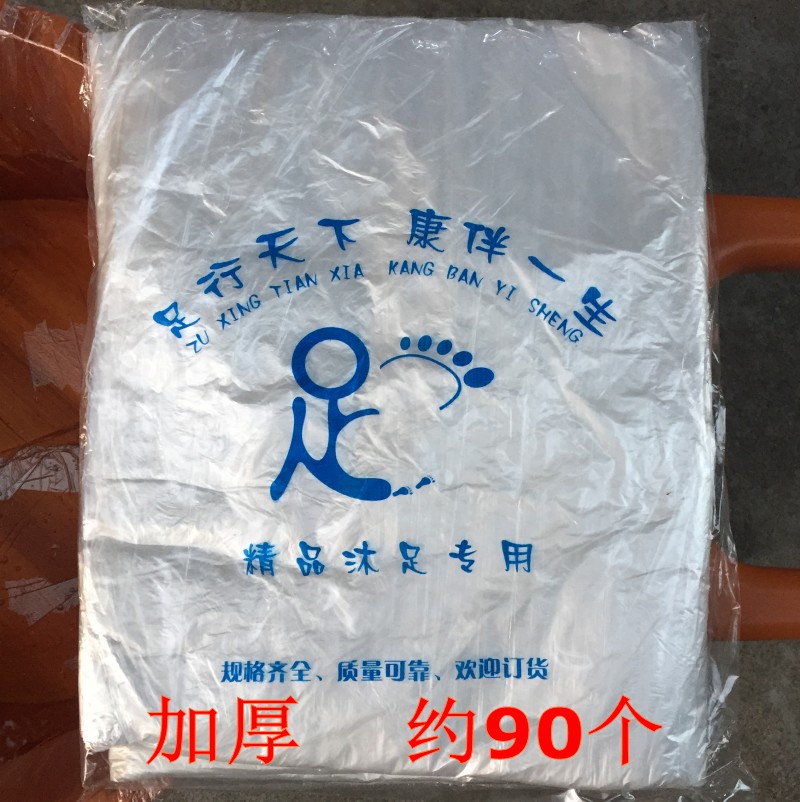 足行天下 康伴一生
ZU XING TIAN XIA KANG BAN YI SHENG
足
精品沐足专用
规格齐全、质量可靠、欢迎订货
加厚 约90个